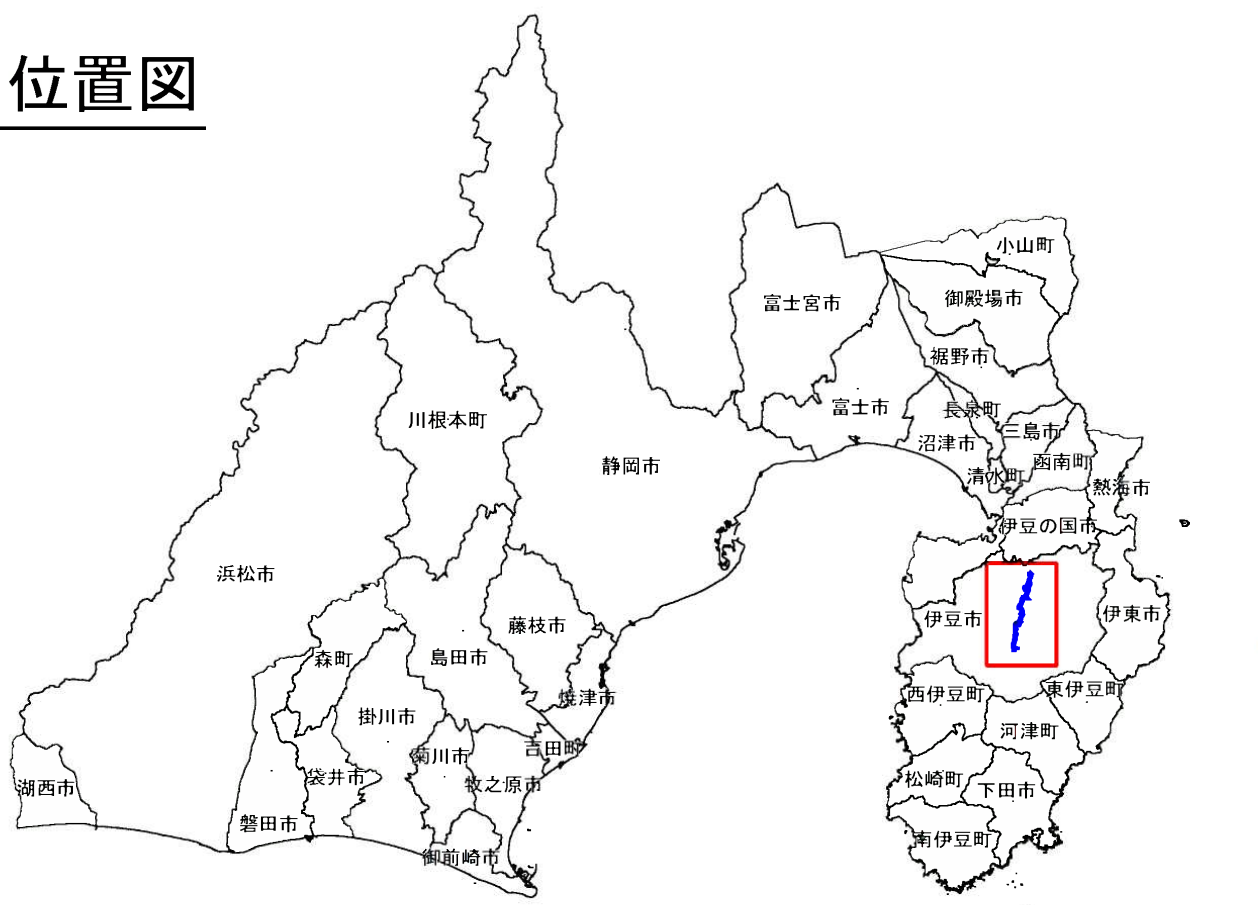 位置図
小山町
御殿場市
富士宮市
裾野市
富士市
長泉町
川根本町
三島市
沼津市
静岡市
函南町
清水町
熱海市
伊豆の国市
浜松市
伊豆市
伊東市
藤枝市
島田市
森町
東伊豆町
西伊豆町
焼津市
掛川市
河津町
吉田町
菊川市
袋井市
松崎町
牧之原市
湖西市
下田市
磐田市
南伊豆町
御前崎市